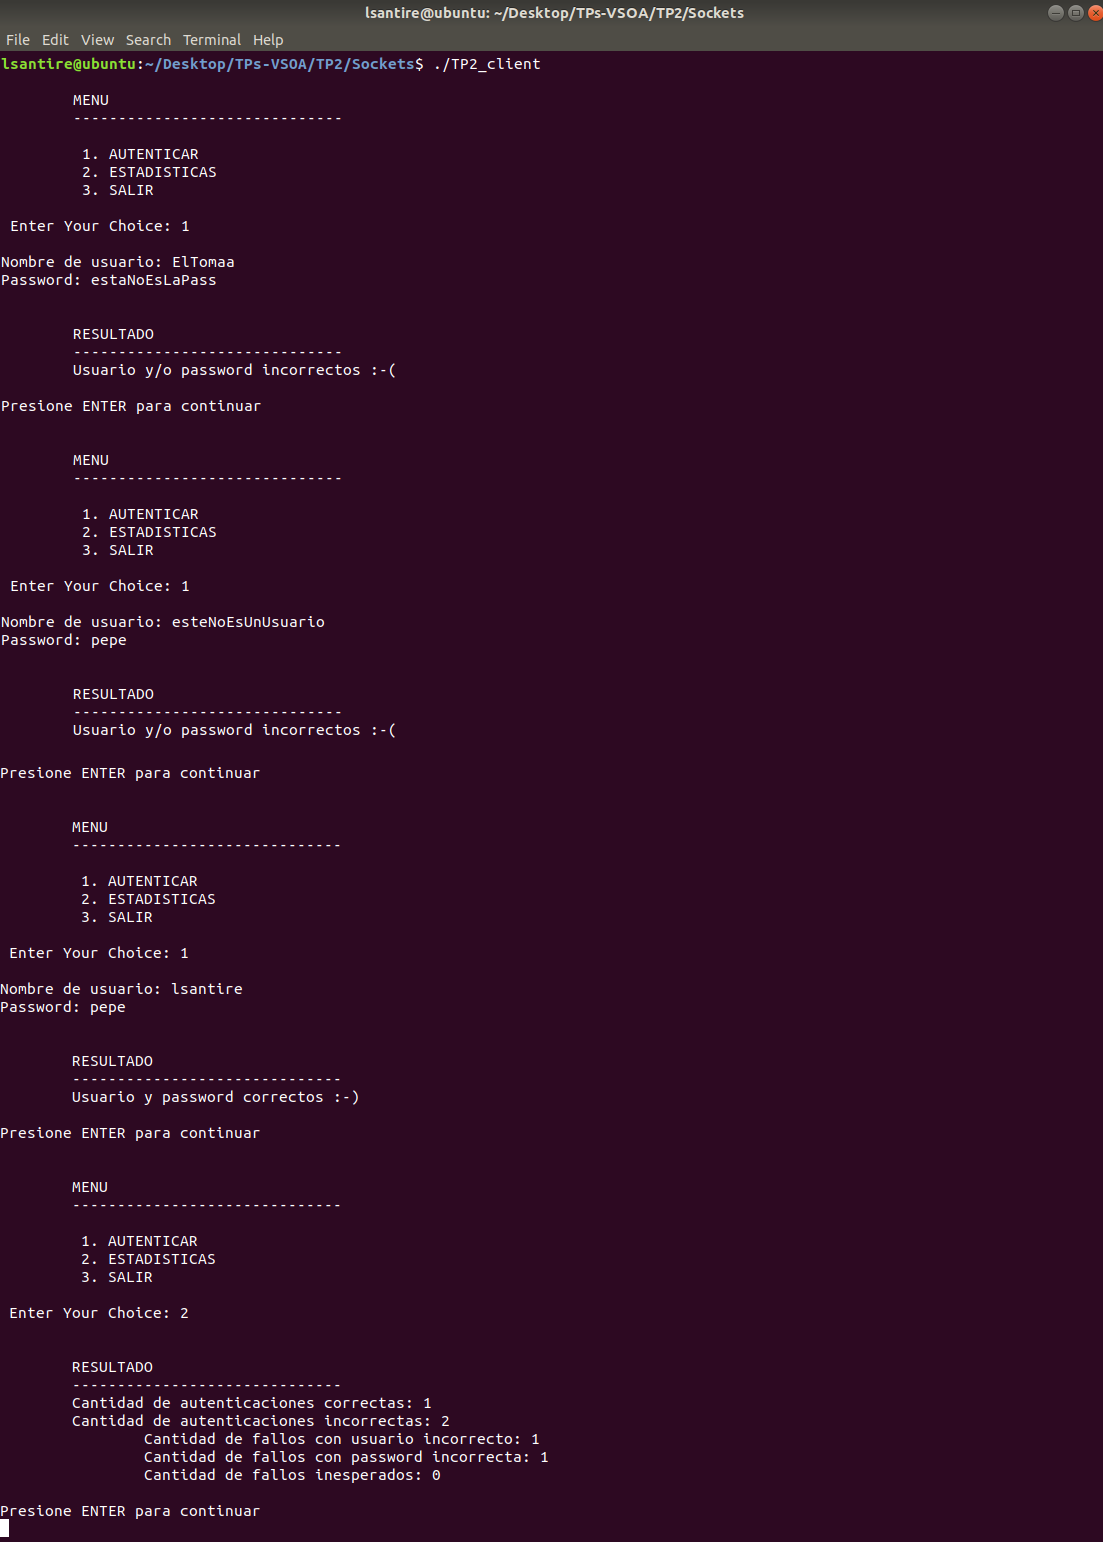 lsantire@ubuntu: ~/Desktop/TPs-VSOA/TP2/Sockets
File Edit View Search Terminal Help
lsantire@ubuntu:~/Desktop/TPs-VSOA/TP2/Sockets$ ./TP2_client
MENU
------------------------------
1. AUTENTICAR
2. ESTADISTICAS
3. SALIR
Enter Your Choice: 1
Nombre de usuario: ElTomaa
Password: estaNoEsLaPass
RESULTADO
------------------------------
Usuario y/o password incorrectos :-(
Presione ENTER para continuar
MENU
------------------------------
1. AUTENTICAR
2. ESTADISTICAS
3. SALIR
Enter Your Choice: 1
Nombre de usuario: esteNoEsUnUsuario
Password: pepe
RESULTADO
------------------------------
Usuario y/o password incorrectos :-(
Presione ENTER para continuar
MENU
------------------------------
1. AUTENTICAR
2. ESTADISTICAS
3. SALIR
Enter Your Choice: 1
Nombre de usuario: lsantire
Password: pepe
RESULTADO
------------------------------
Usuario y password correctos :-)
Presione ENTER para continuar
MENU
------------------------------
1. AUTENTICAR
2. ESTADISTICAS
3. SALIR
Enter Your Choice: 2
RESULTADO
------------------------------
Cantidad de autenticaciones correctas: 1
Cantidad de autenticaciones incorrectas: 2
Cantidad de fallos con usuario incorrecto: 1
Cantidad de fallos con password incorrecta: 1
Cantidad de fallos inesperados: 0
Presione ENTER para continuar